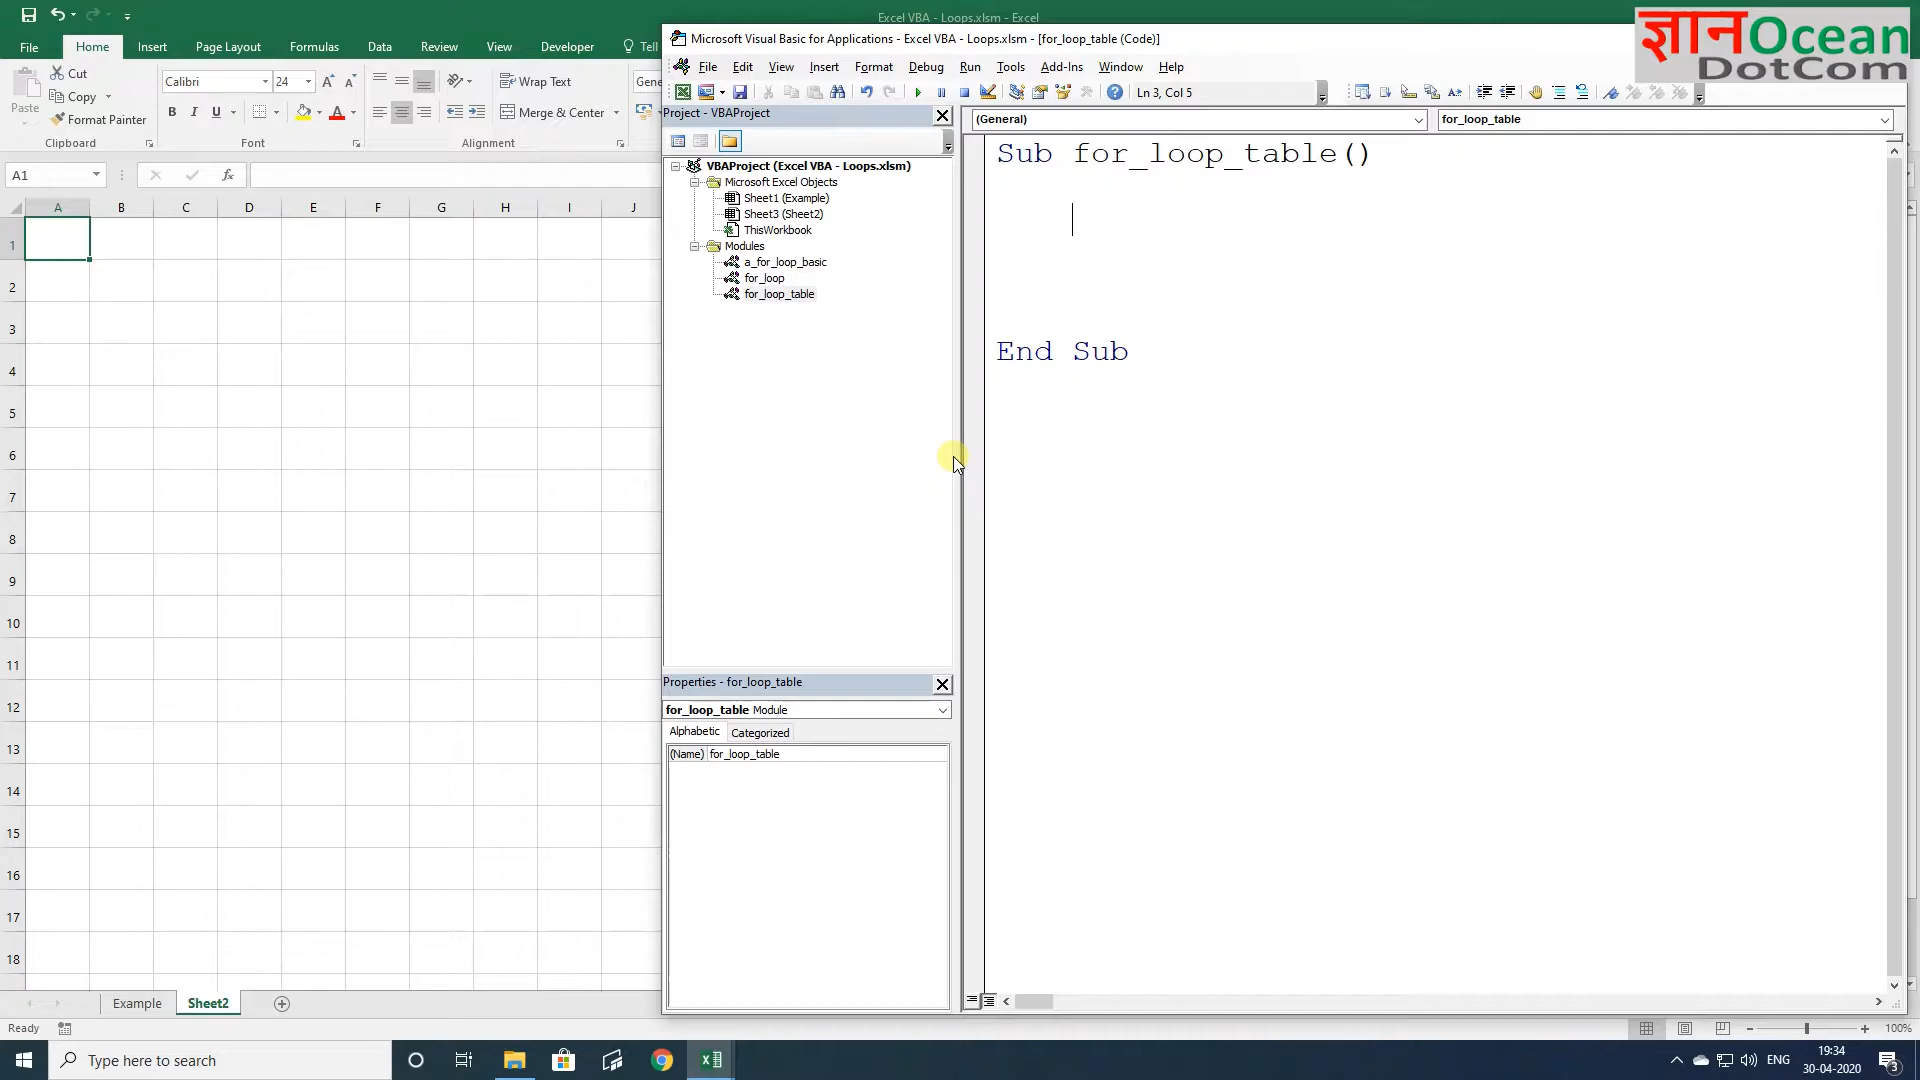 Excel VBA - Loops.xlsm - Excel
ज्ञानOcean
DotCom
File Home Insert Page Layout Formulas Data Review View Developer Tell
Microsoft Visual Basic for Applications - Excel VBA - Loops.xlsm - [for_loop_table (Code)]
File Edit View Insert Format Debug Run Tools Add-Ins Window Help
Paste
Cut
Copy
Format Painter
Clipboard
Calibri 24
B I U
Font
Wrap Text
Merge & Center
Alignment
Gene
Ln 3, Col 5
Project - VBAProject
(General)
for_loop_table
A1
fx
A B C D E F G H I J
1
2
3
4
5
6
7
8
9
10
11
12
13
14
15
16
17
18
VBAProject (Excel VBA - Loops.xlsm)
Microsoft Excel Objects
Sheet1 (Example)
Sheet3 (Sheet2)
ThisWorkbook
Modules
a_for_loop_basic
for_loop
for_loop_table
Sub for_loop_table()
End Sub
Properties - for_loop_table
for_loop_table Module
Alphabetic Categorized
(Name) for_loop_table
Example Sheet2
Ready
100%
Type here to search
ENG
19:34
30-04-2020
3